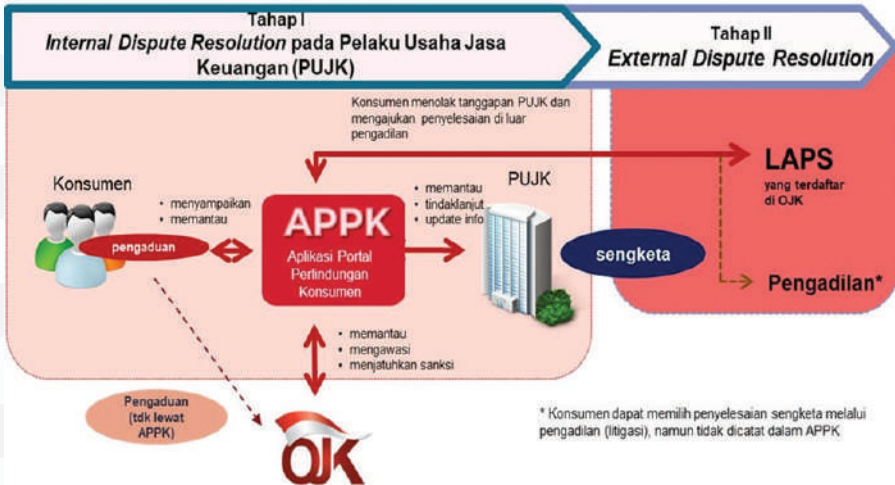 Tahap I
Internal Dispute Resolution pada Pelaku Usaha Jasa
Keuangan (PUJK)
Tahap II
External Dispute Resolution
Konsumen menolak tanggapan PUJK dan
mengajukan penyelesaian di luar
pengadilan
Konsumen
• menyampaikan
• memantau
pengaduan
APPK
Aplikasi Portal
Perlindungan
Konsumen
• memantau
• tindaklanjut
• update info
PUJK
sengketa
LAPS
yang terdaftar
di OJK
Pengadilan*
• memantau
• mengawasi
• menjatuhkan sanksi
Pengaduan
(tdk lewat
APPK)
OJK
* Konsumen dapat memilih penyelesaian sengketa melalui
pengadilan (litigasi), namun tidak dicatat dalam APPK